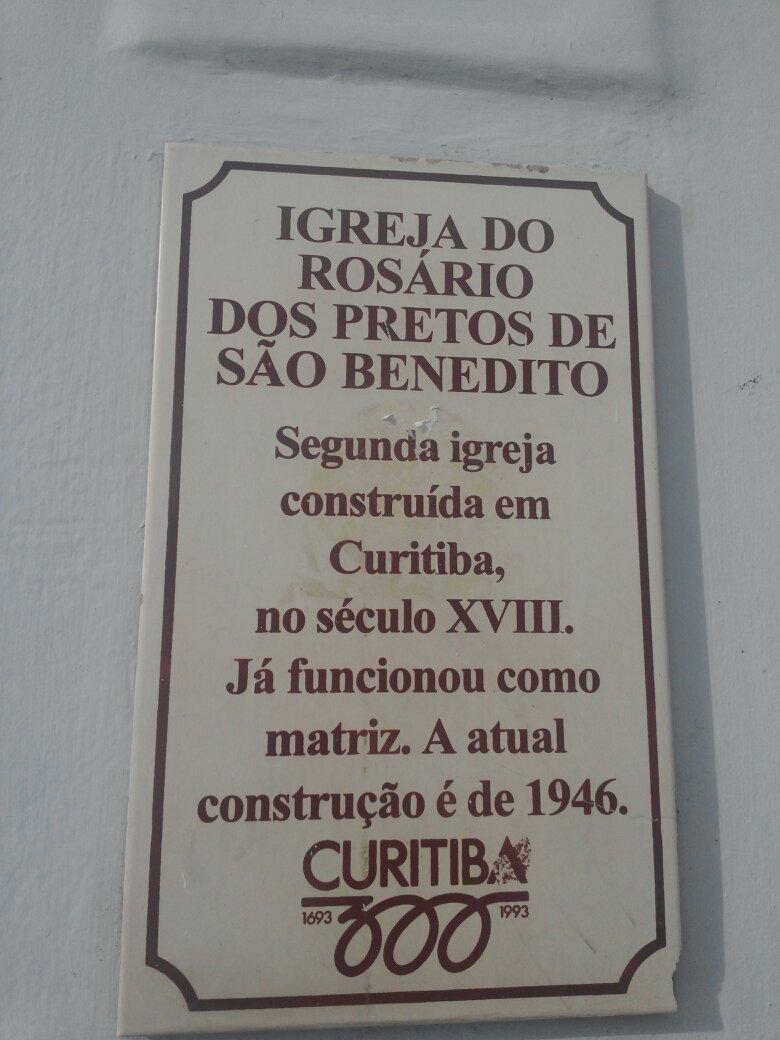 IGREJA DO
ROSÁRIO
DOS PRETOS DE
SÃO BENEDITO
Segunda igreja
construída em
Curitiba,
no século XVIII.
Já funcionou como
matriz. A atual
construção é de 1946.
CURITIBA
1693 300 1993